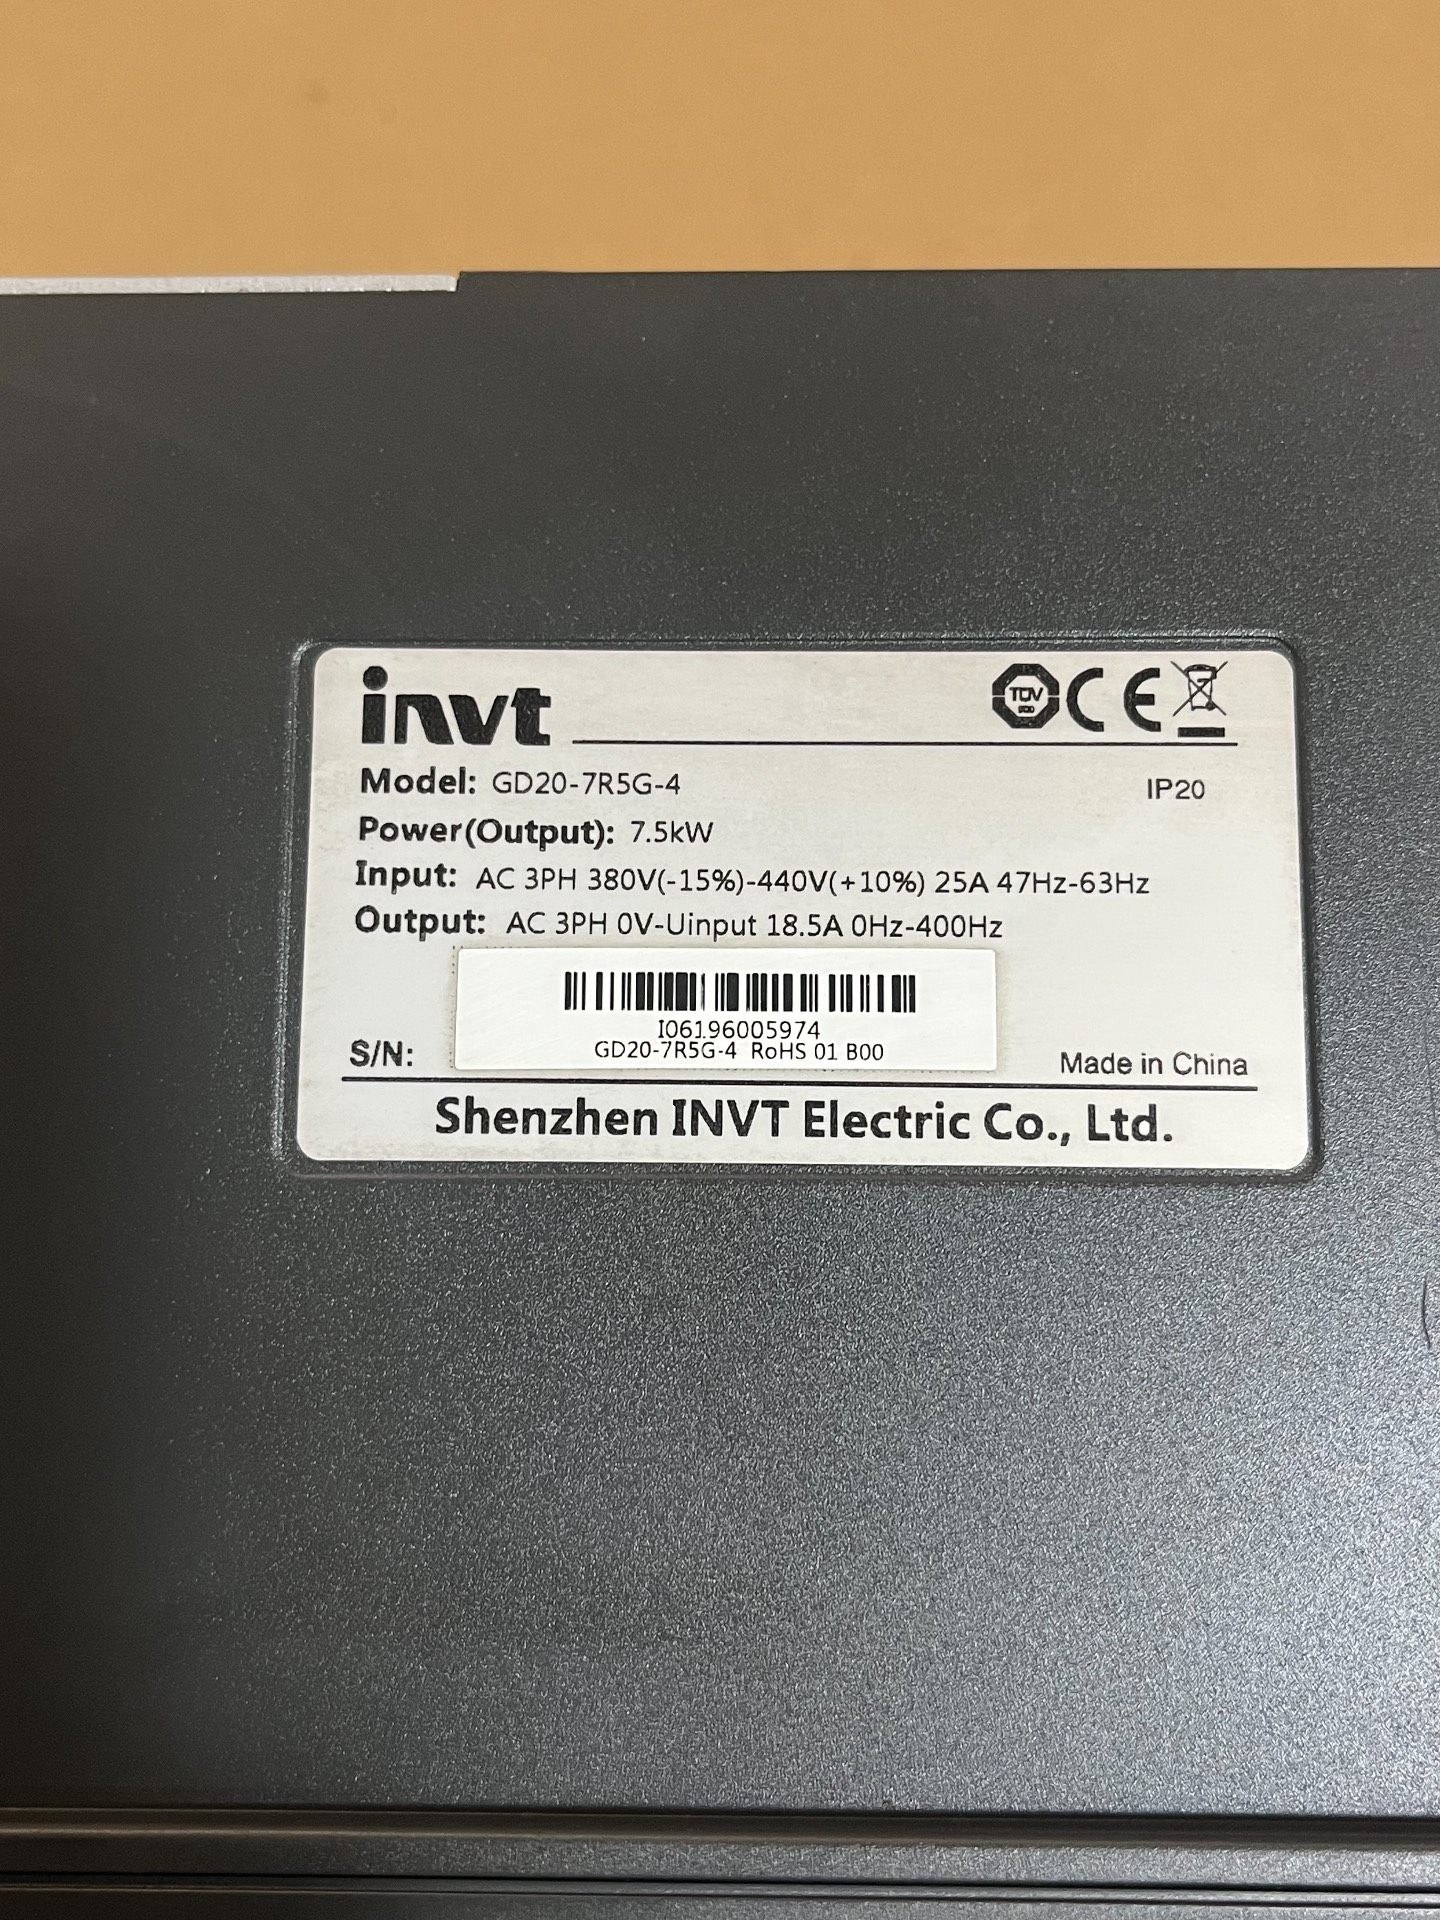 invt
TÜV CE
Model: GD20-7R5G-4 IP20
Power(Output): 7.5kW
Input: AC 3PH 380V(-15%)-440V(+10%) 25A 47Hz-63Hz
Output: AC 3PH 0V-Uinput 18.5A 0Hz-400Hz
I06196005974
GD20-7R5G-4 RoHS 01 B00
S/N: Made in China
Shenzhen INVT Electric Co., Ltd.